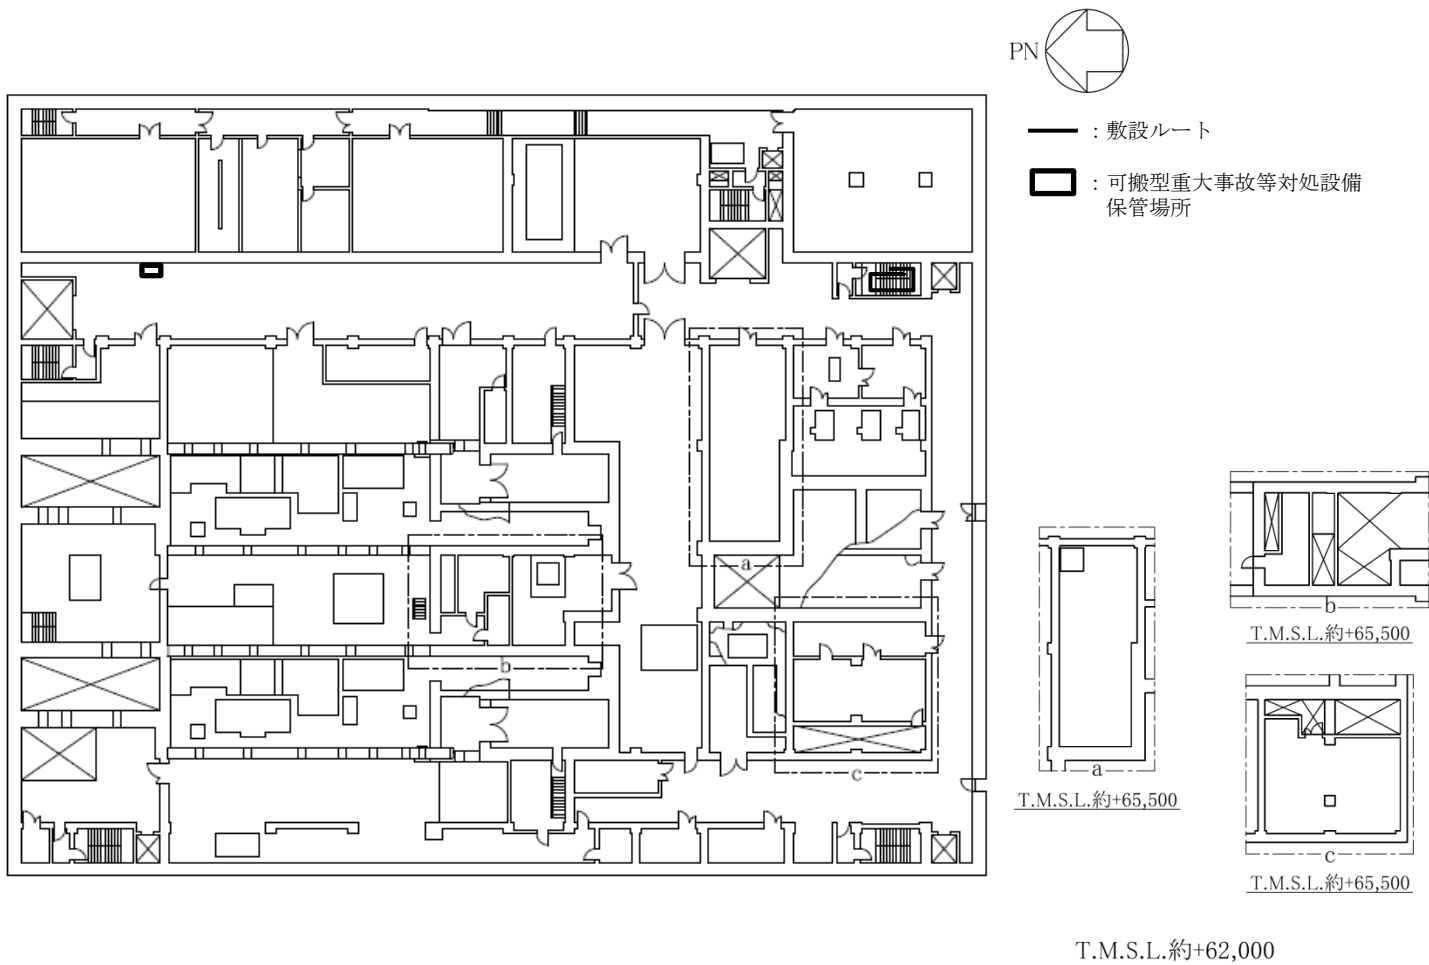 PN
：敷設ルート
：可搬型重大事故等対処設備
保管場所
a
b
c
a
T.M.S.L.約+65,500
b
T.M.S.L.約+65,500
c
T.M.S.L.約+65,500
T.M.S.L.約+62,000